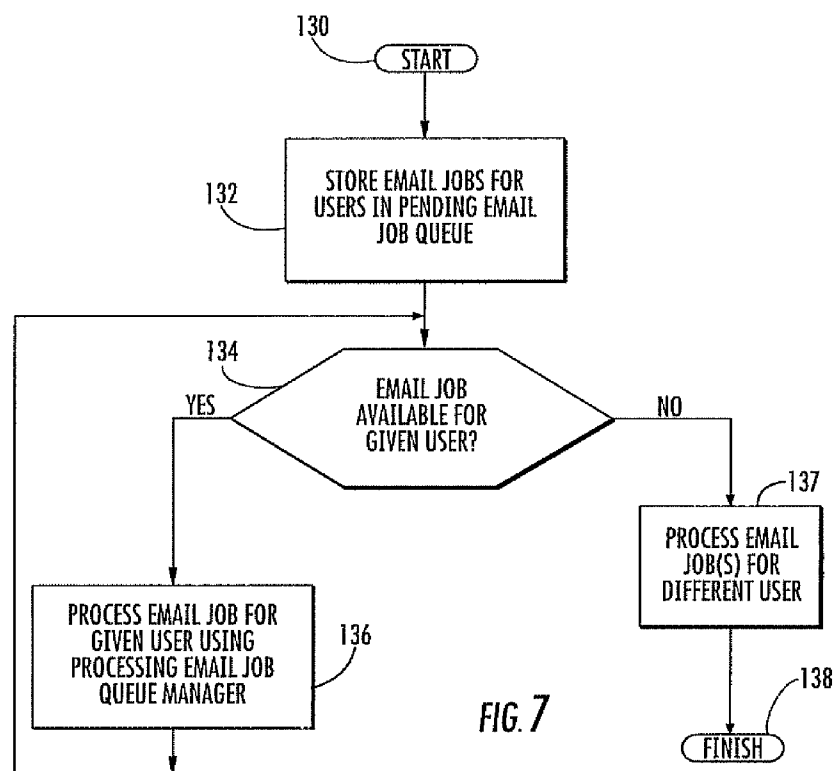 130
START
132
STORE EMAIL JOBS FOR
USERS IN PENDING EMAIL
JOB QUEUE
134
YES
EMAIL JOB
AVAILABLE FOR
GIVEN USER?
NO
137
PROCESS EMAIL
JOB(S) FOR
DIFFERENT USER
PROCESS EMAIL JOB FOR
GIVEN USER USING
PROCESSING EMAIL JOB
QUEUE MANAGER
136
138
FIG. 7
FINISH